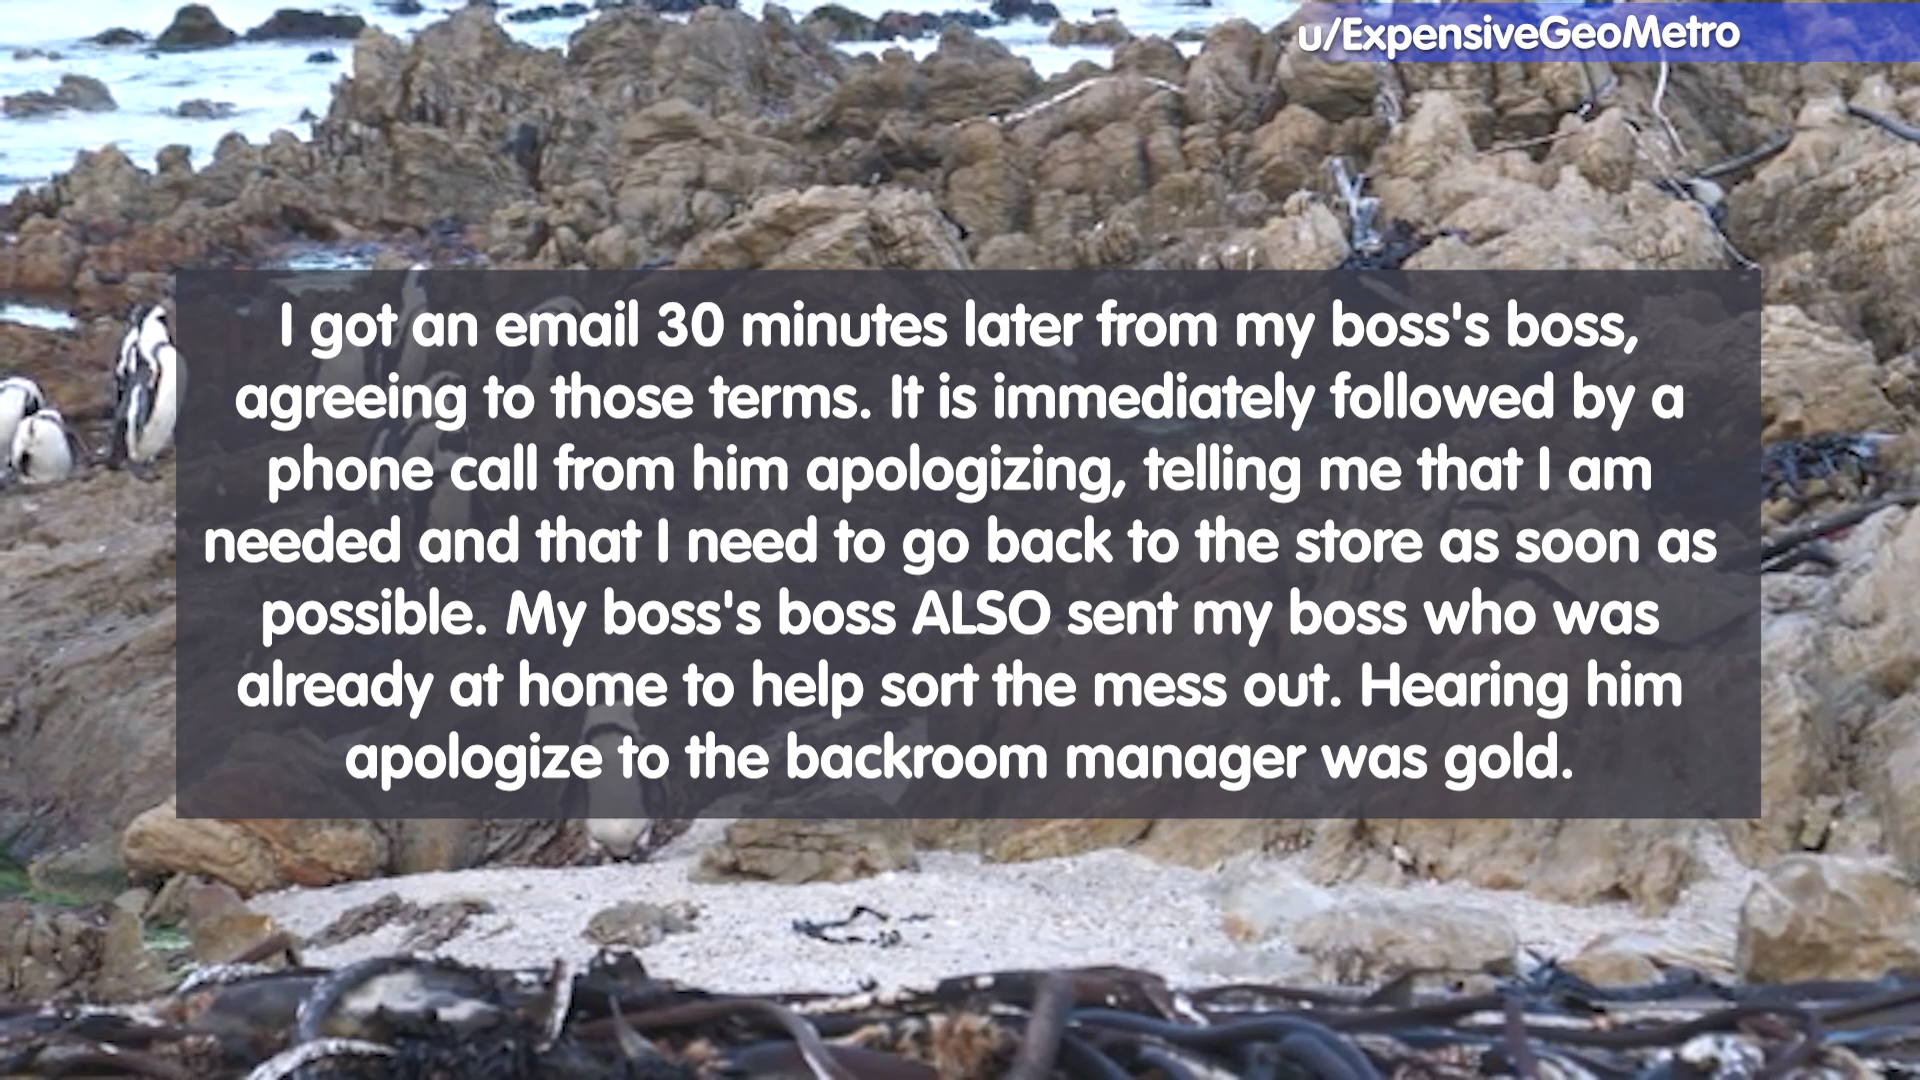 u/ExpensiveGeoMetro
I got an email 30 minutes later from my boss's boss,
agreeing to those terms. It is immediately followed by a
phone call from him apologizing, telling me that I am
needed and that I need to go back to the store as soon as
possible. My boss's boss ALSO sent my boss who was
already at home to help sort the mess out. Hearing him
apologize to the backroom manager was gold.